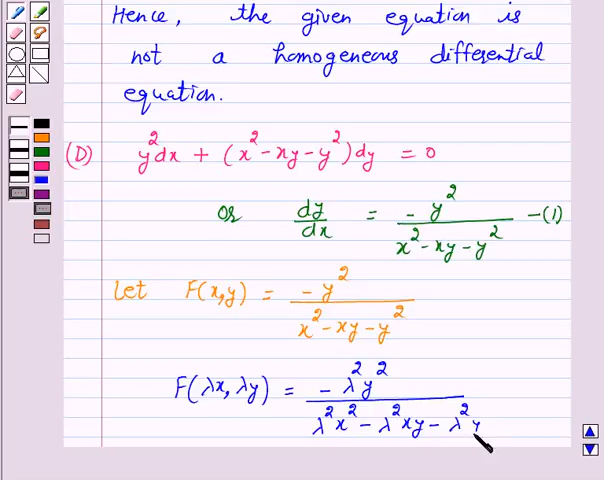 Hence, the given equation is
not a homogeneous differential
equation.
(D) y²dx + (x² - xy - y²)dy = 0
or dy/dx = -y²/(x² - xy - y²) -(1)
Let F(x,y) = -y²/(x² - xy - y²)
F(λx, λy) = -λ²y²/(λ²x² - λ²xy - λ²y